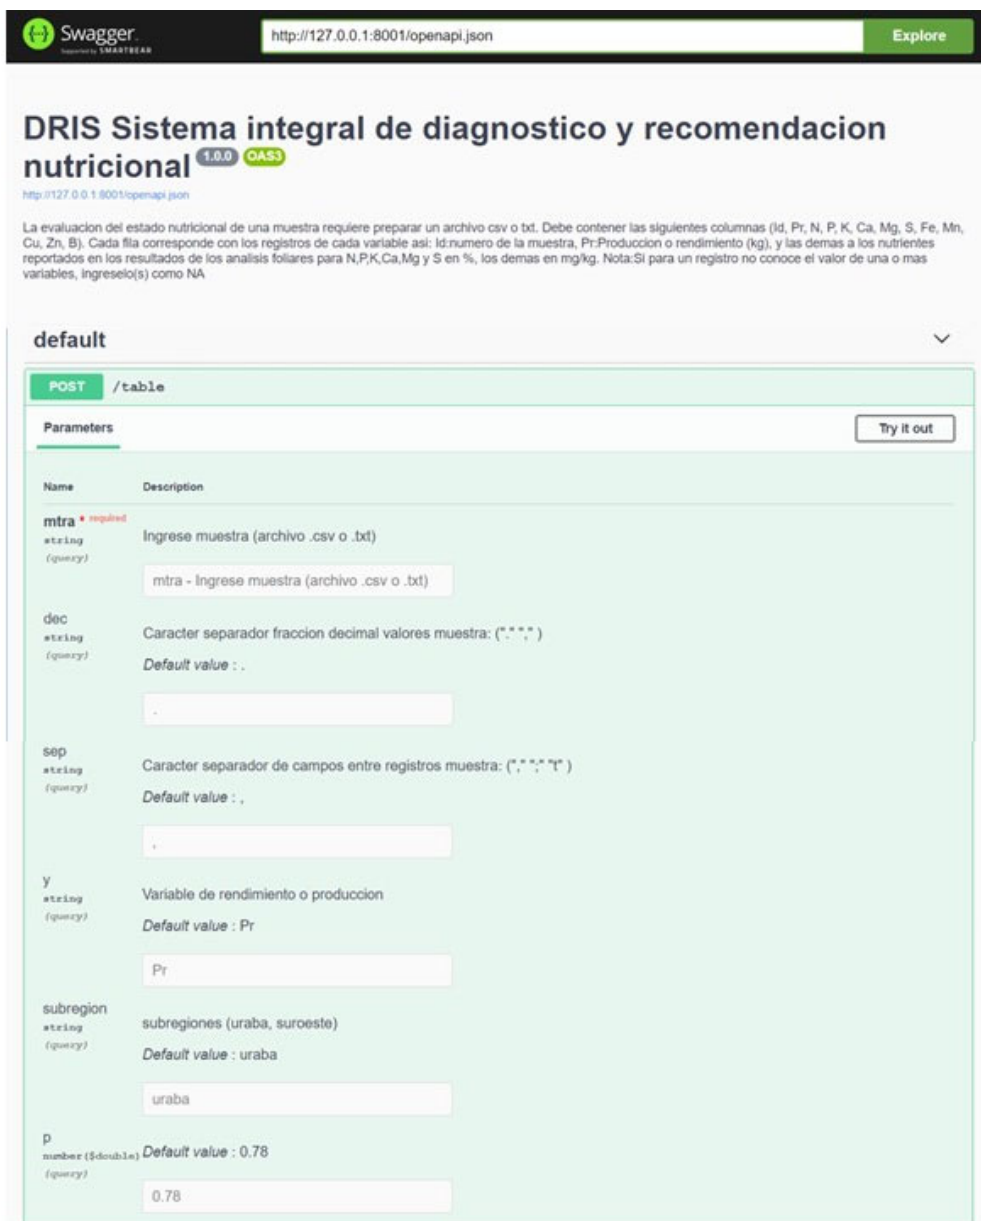 Swagger.
Supported by SMARTBEAR
http://127.0.0.1:8001/openapi.json
Explore
DRIS Sistema integral de diagnostico y recomendacion
nutricional 1.0.0 OAS3
http://127.0.0.1:8001/openapi.json
La evaluacion del estado nutricional de una muestra requiere preparar un archivo csv o txt. Debe contener las siguientes columnas (Id, Pr, N, P, K, Ca, Mg, S, Fe, Mn,
Cu, Zn, B). Cada fila corresponde con los registros de cada variable asi: Id:numero de la muestra, Pr:Produccion o rendimiento (kg), y las demas a los nutrientes
reportados en los resultados de los analisis foliares para N,P,K,Ca,Mg y S en %, los demas en mg/kg. Nota:Si para un registro no conoce el valor de una o mas
variables, ingreselo(s) como NA
default
POST /table
Parameters
Try it out
Name Description
mtra * required
string
(query)
Ingrese muestra (archivo .csv o .txt)
mtra - Ingrese muestra (archivo .csv o .txt)
dec
string
(query)
Caracter separador fraccion decimal valores muestra: ("." "," )
Default value : .
.
sep
string
(query)
Caracter separador de campos entre registros muestra: ("," ";" "t" )
Default value : ,
,
y
string
(query)
Variable de rendimiento o produccion
Default value : Pr
Pr
subregion
string
(query)
subregiones (uraba, suroeste)
Default value : uraba
uraba
p
number($double)
(query)
Default value : 0.78
0.78